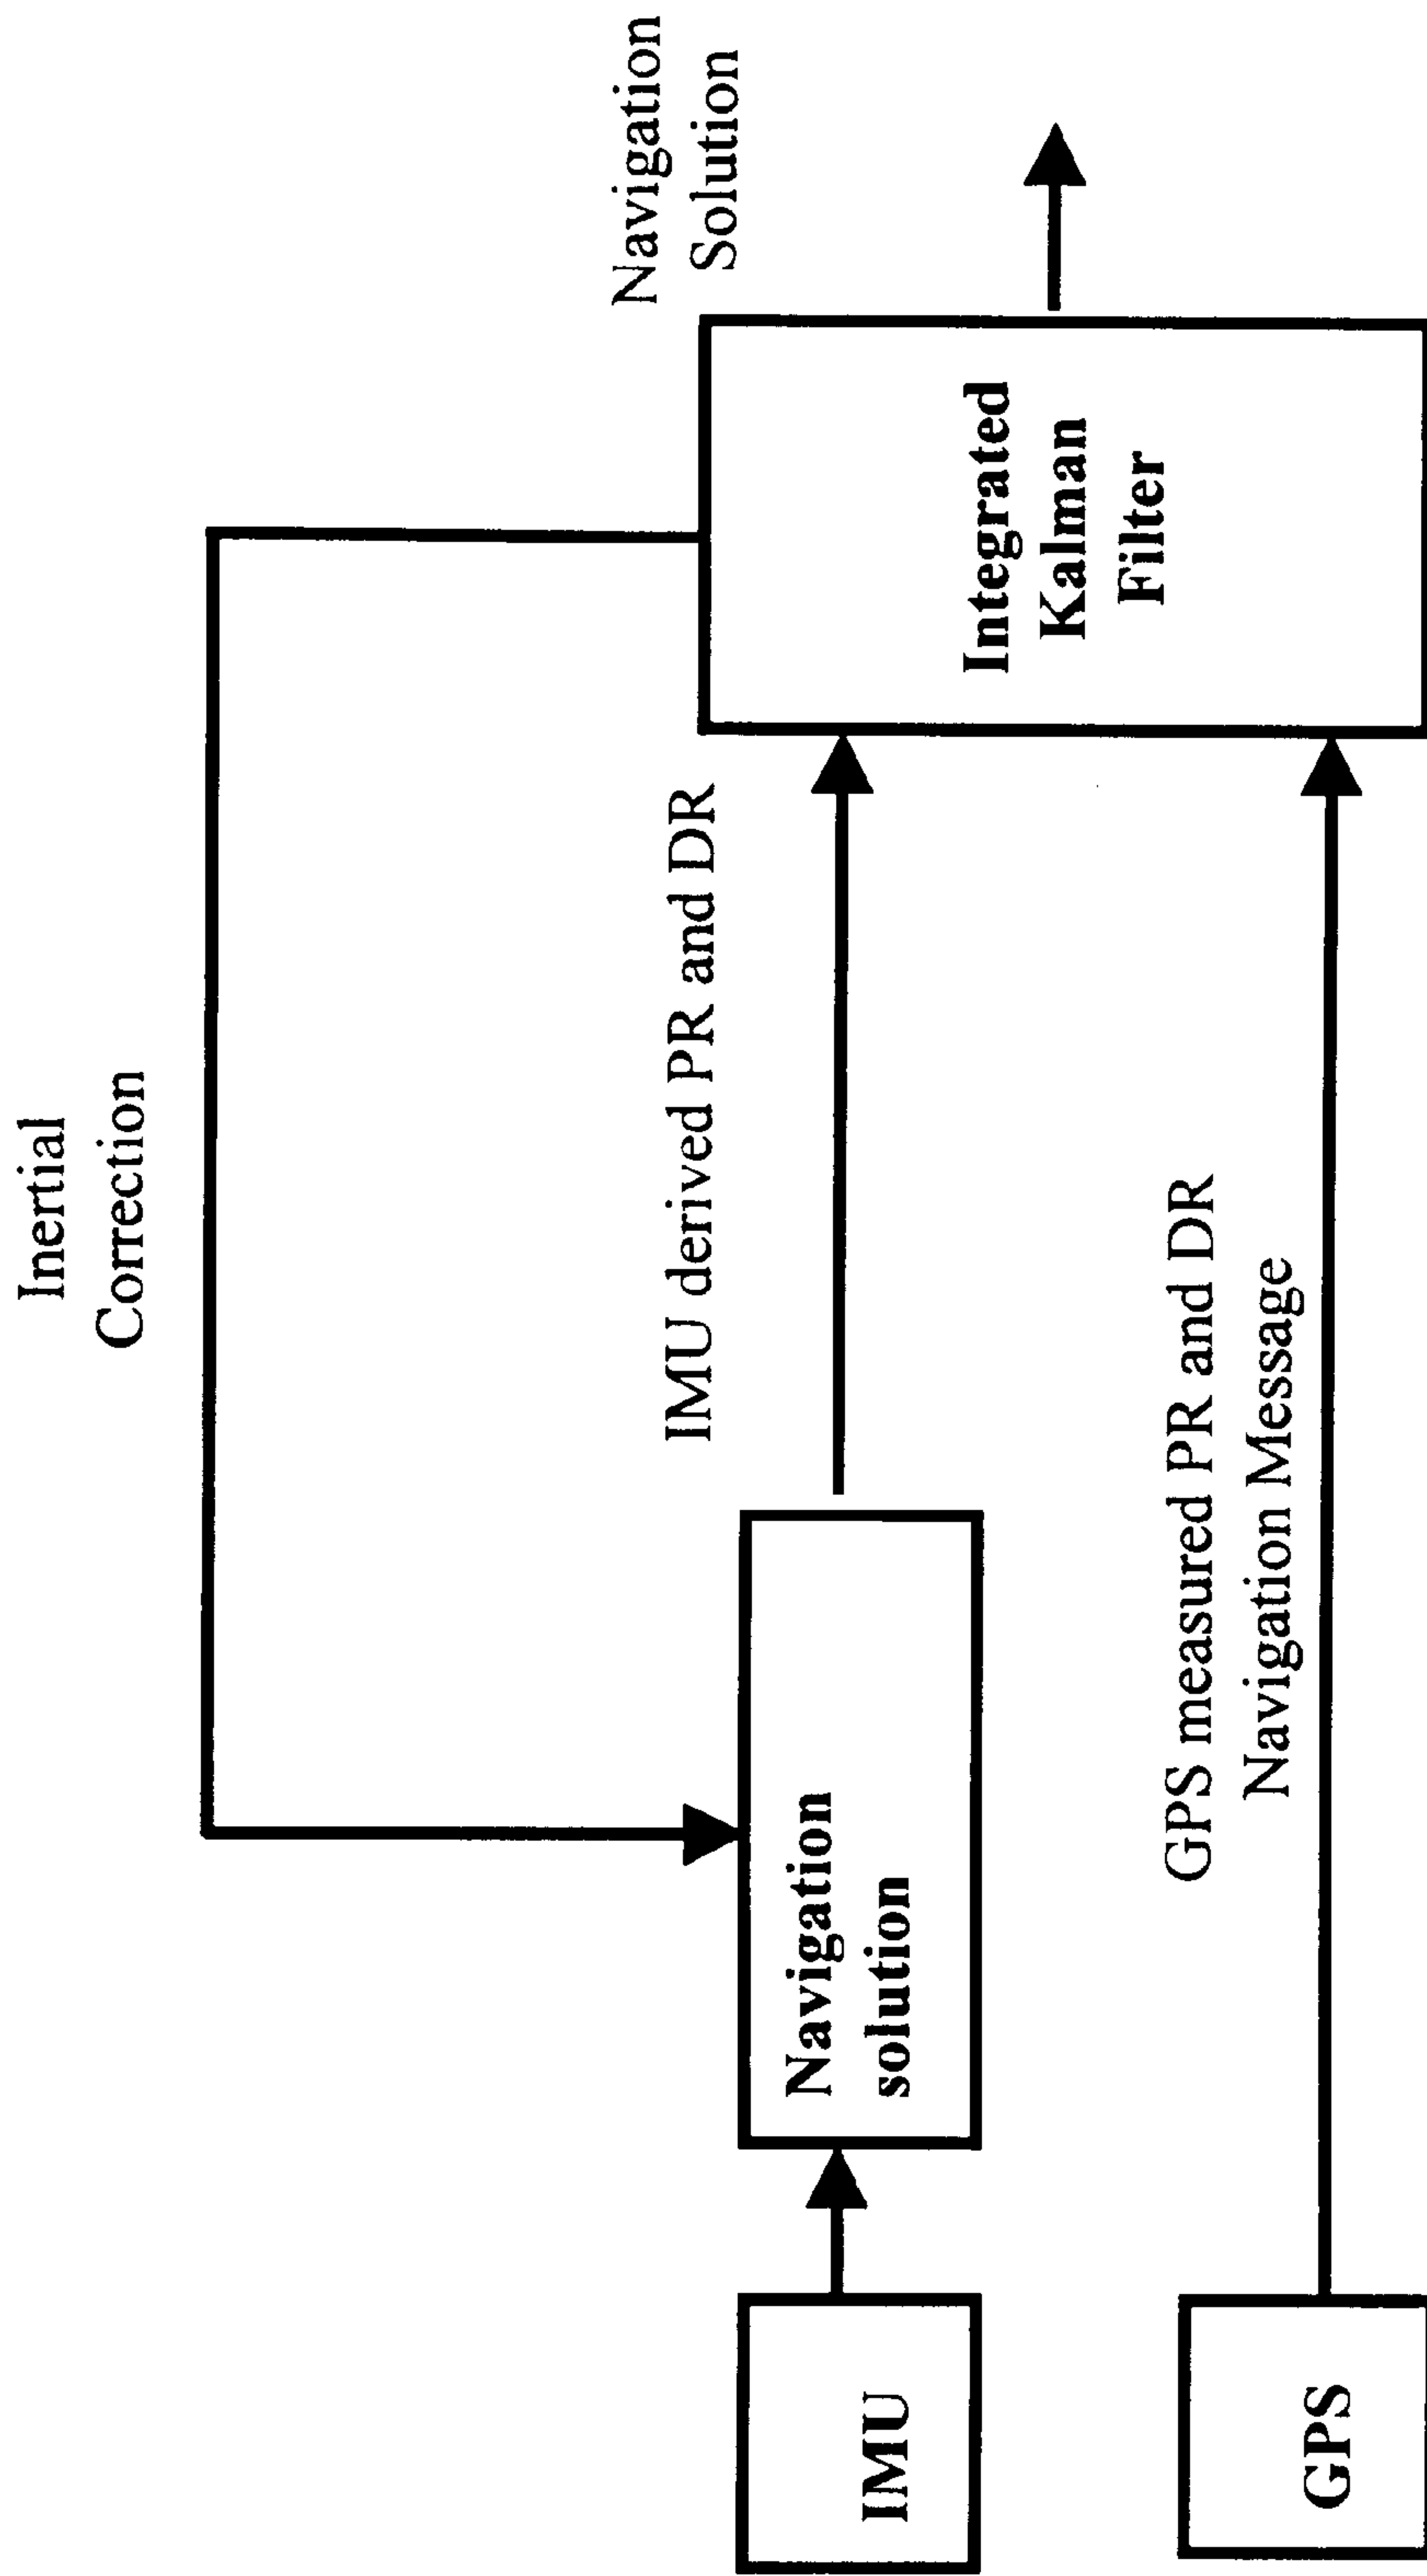 Inertial
Correction
Navigation
Solution
IMU derived PR and DR
Navigation
solution
IMU
Integrated
Kalman
Filter
GPS measured PR and DR
Navigation Message
GPS